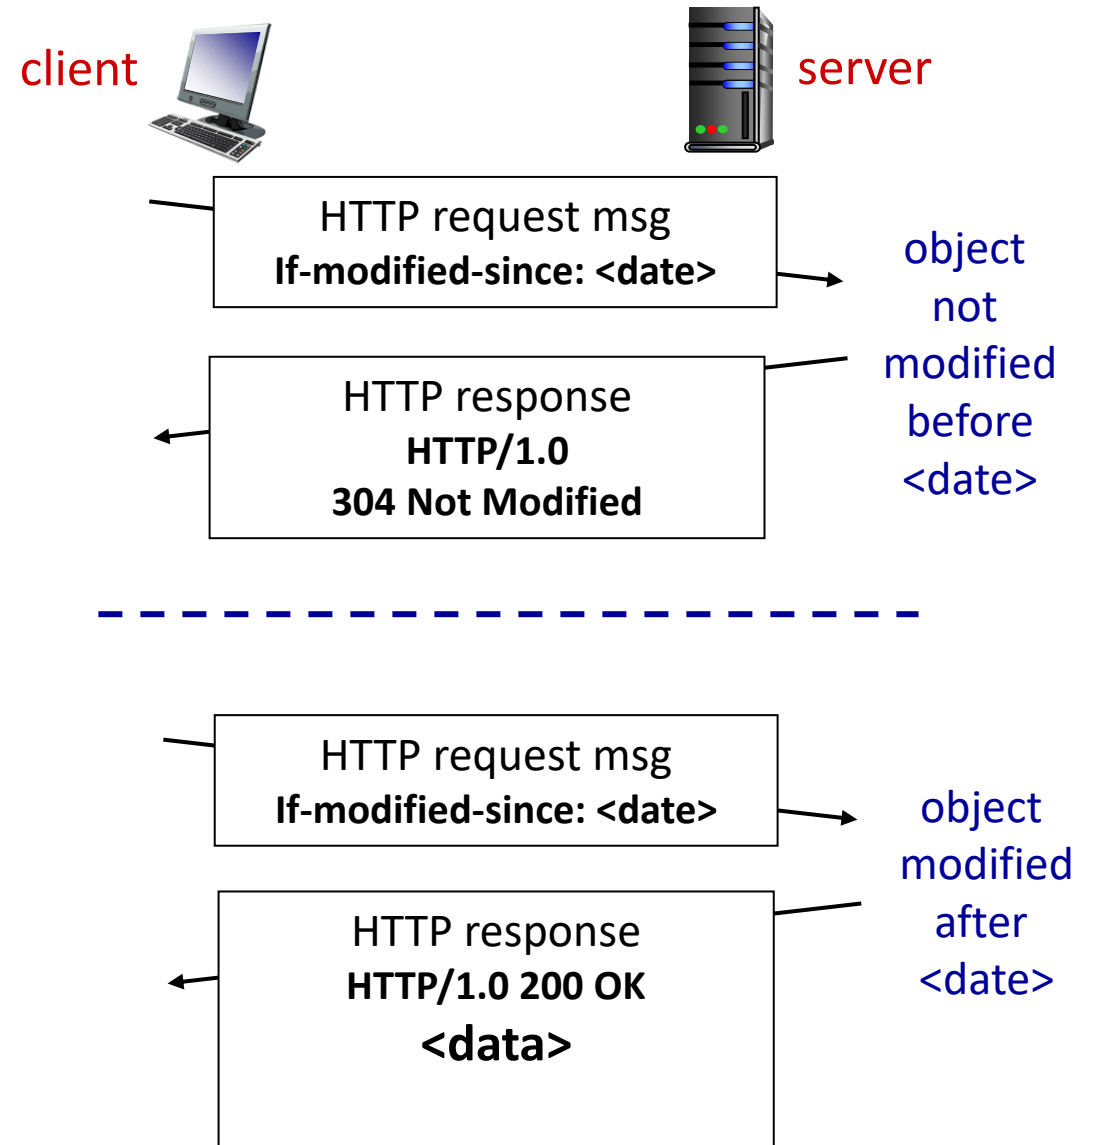 client
server
HTTP request msg
If-modified-since: <date>
object
not
modified
before
<date>
HTTP response
HTTP/1.0
304 Not Modified
HTTP request msg
If-modified-since: <date>
object
modified
after
<date>
HTTP response
HTTP/1.0 200 OK
<data>